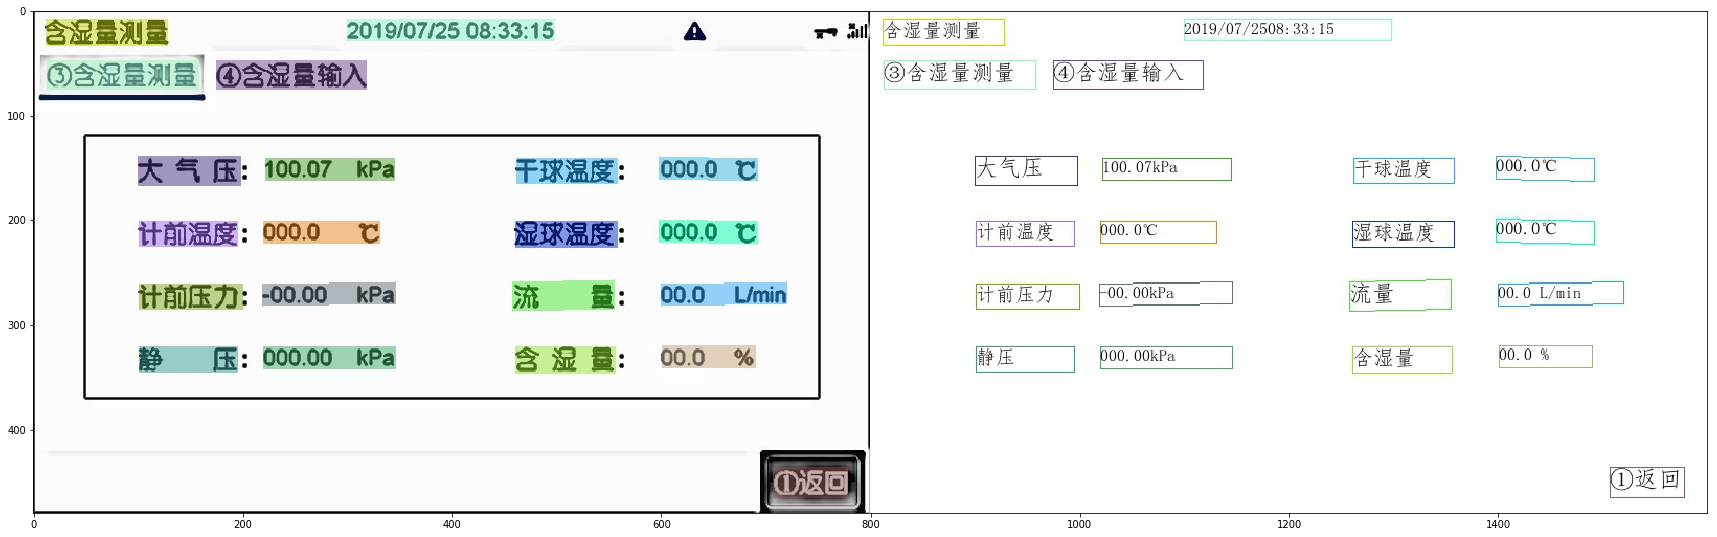 含湿量测量 2019/07/25 08:33:15 含湿量测量 2019/07/2508:33:15
③含湿量测量 ④含湿量输入 ③含湿量测量 ④含湿量输入
大气压: 100.07 kPa 干球温度: 000.0 ℃ 大气压 100.07kPa 干球温度 000.0℃
计前温度: 000.0 ℃ 湿球温度: 000.0 ℃ 计前温度 000.0℃ 湿球温度 000.0℃
计前压力: -00.00 kPa 流量: 00.0 L/min 计前压力 -00.00kPa 流量 00.0 L/min
静压: 000.00 kPa 含湿量: 00.0 % 静压 000.00kPa 含湿量 00.0 %
①返回 ①返回
0
100
200
300
400
0 200 400 600 800 1000 1200 1400